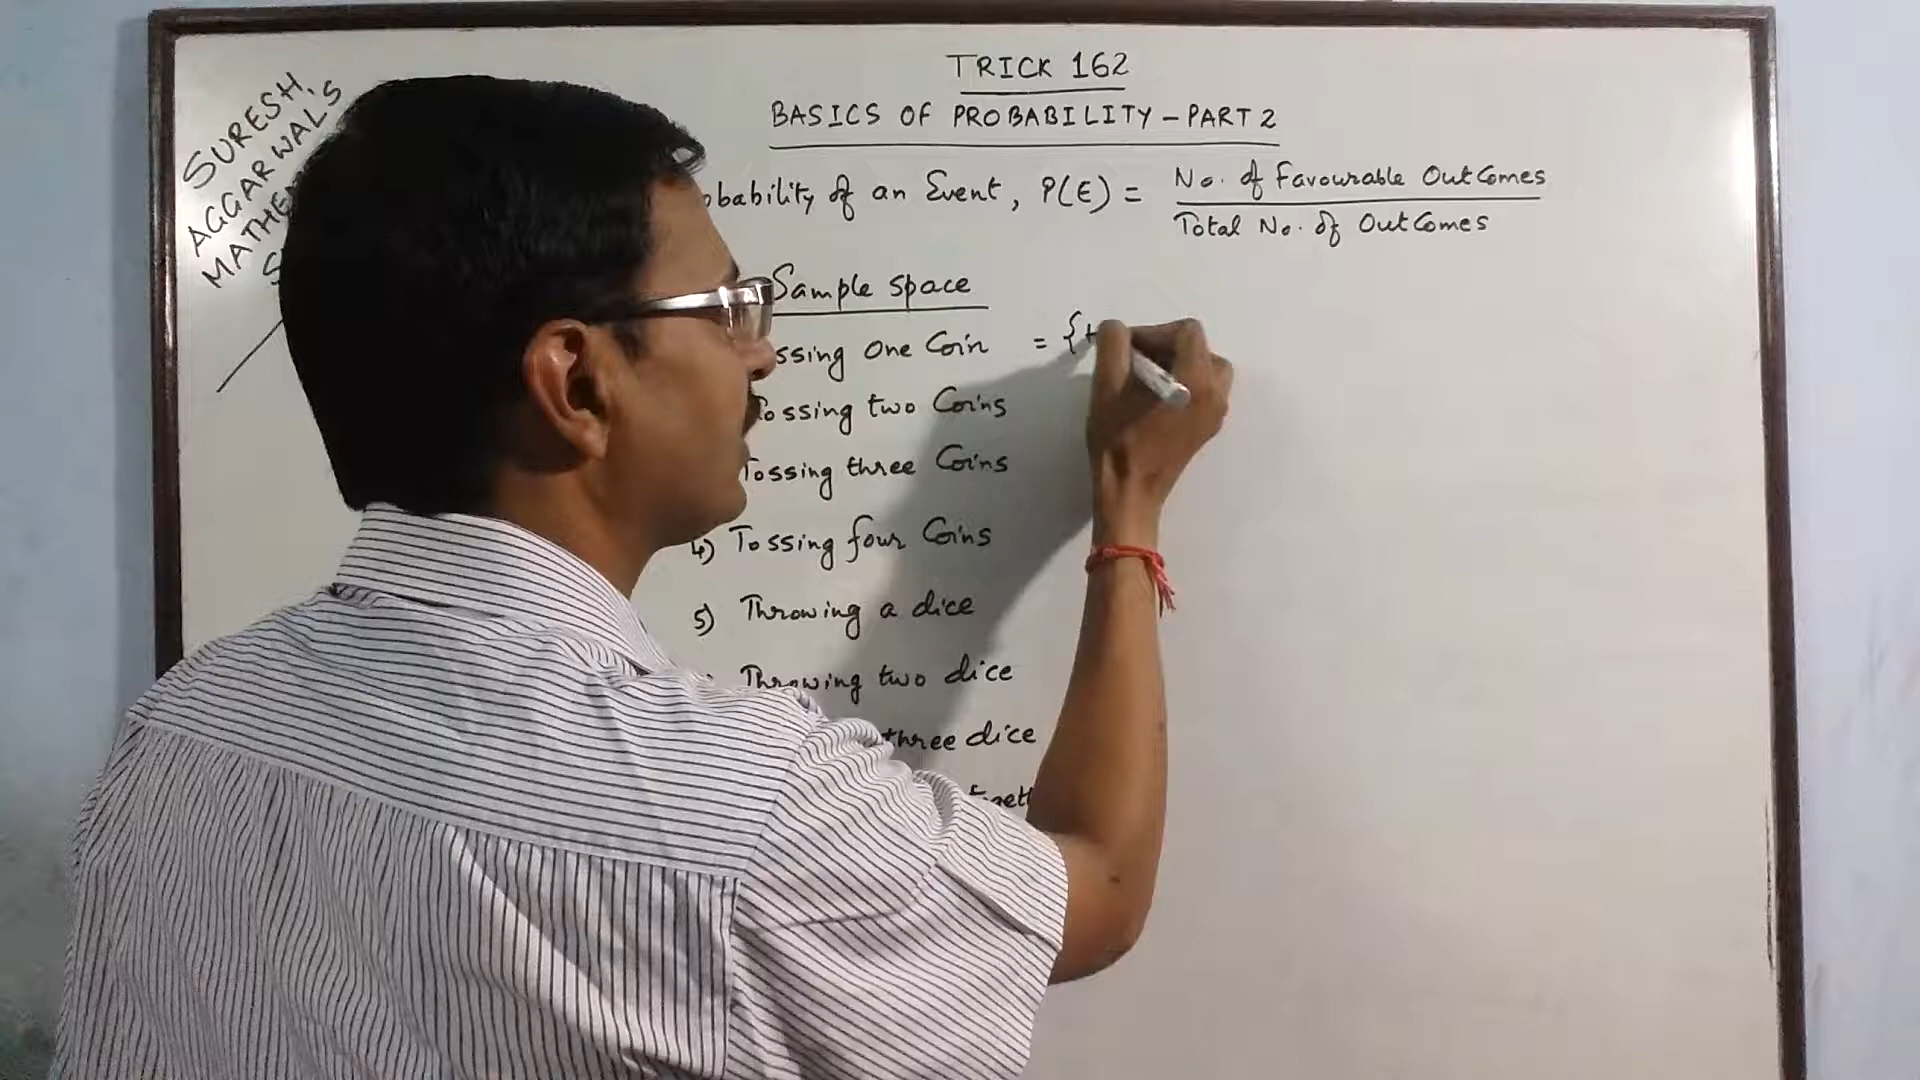 SURESH
AGGARWAL'S
TRICK 162
BASICS OF PROBABILITY - PART 2
obability of an Event, P(E) = No. of Favourable OutComes
Total No. of OutComes
Sample space
ssing One Coin = {
Tossing two Coins
Tossing three Coins
4) Tossing four Coins
5) Throwing a dice
Throwing two dice
three dice